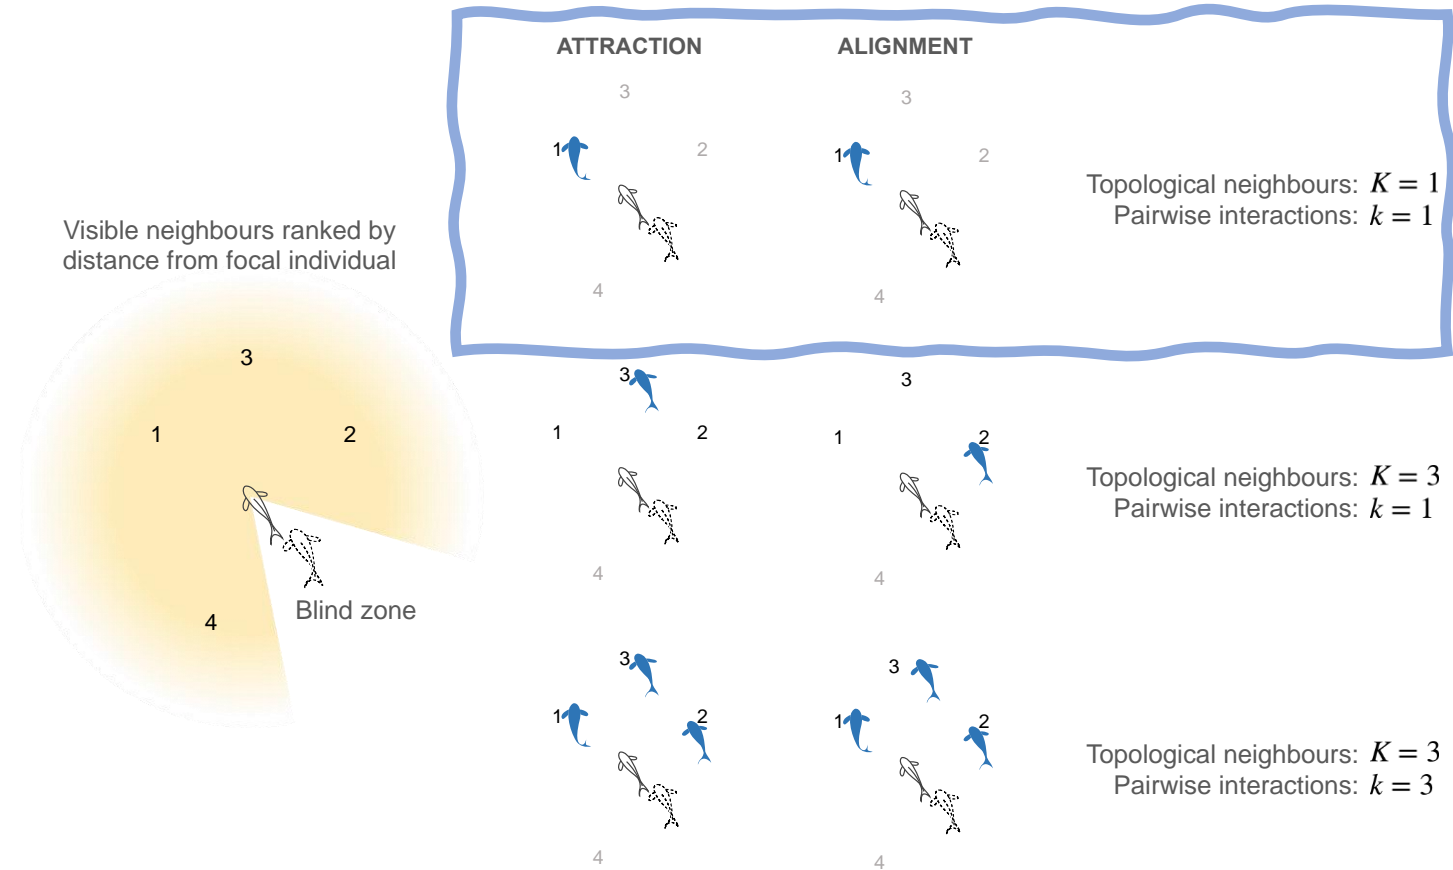 ATTRACTION
ALIGNMENT
3
3
1
2
1
2
Topological neighbours: K = 1
Pairwise interactions: k = 1
4
4
Visible neighbours ranked by
distance from focal individual
3
1
2
4
Blind zone
3
3
1
2
1
2
Topological neighbours: K = 3
Pairwise interactions: k = 1
4
4
3
3
1
2
1
2
Topological neighbours: K = 3
Pairwise interactions: k = 3
4
4